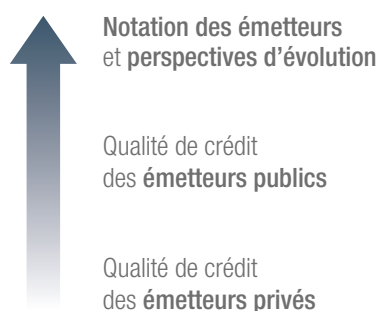 Notation des émetteurs
et perspectives d'évolution
Qualité de crédit
des émetteurs publics
Qualité de crédit
des émetteurs privés